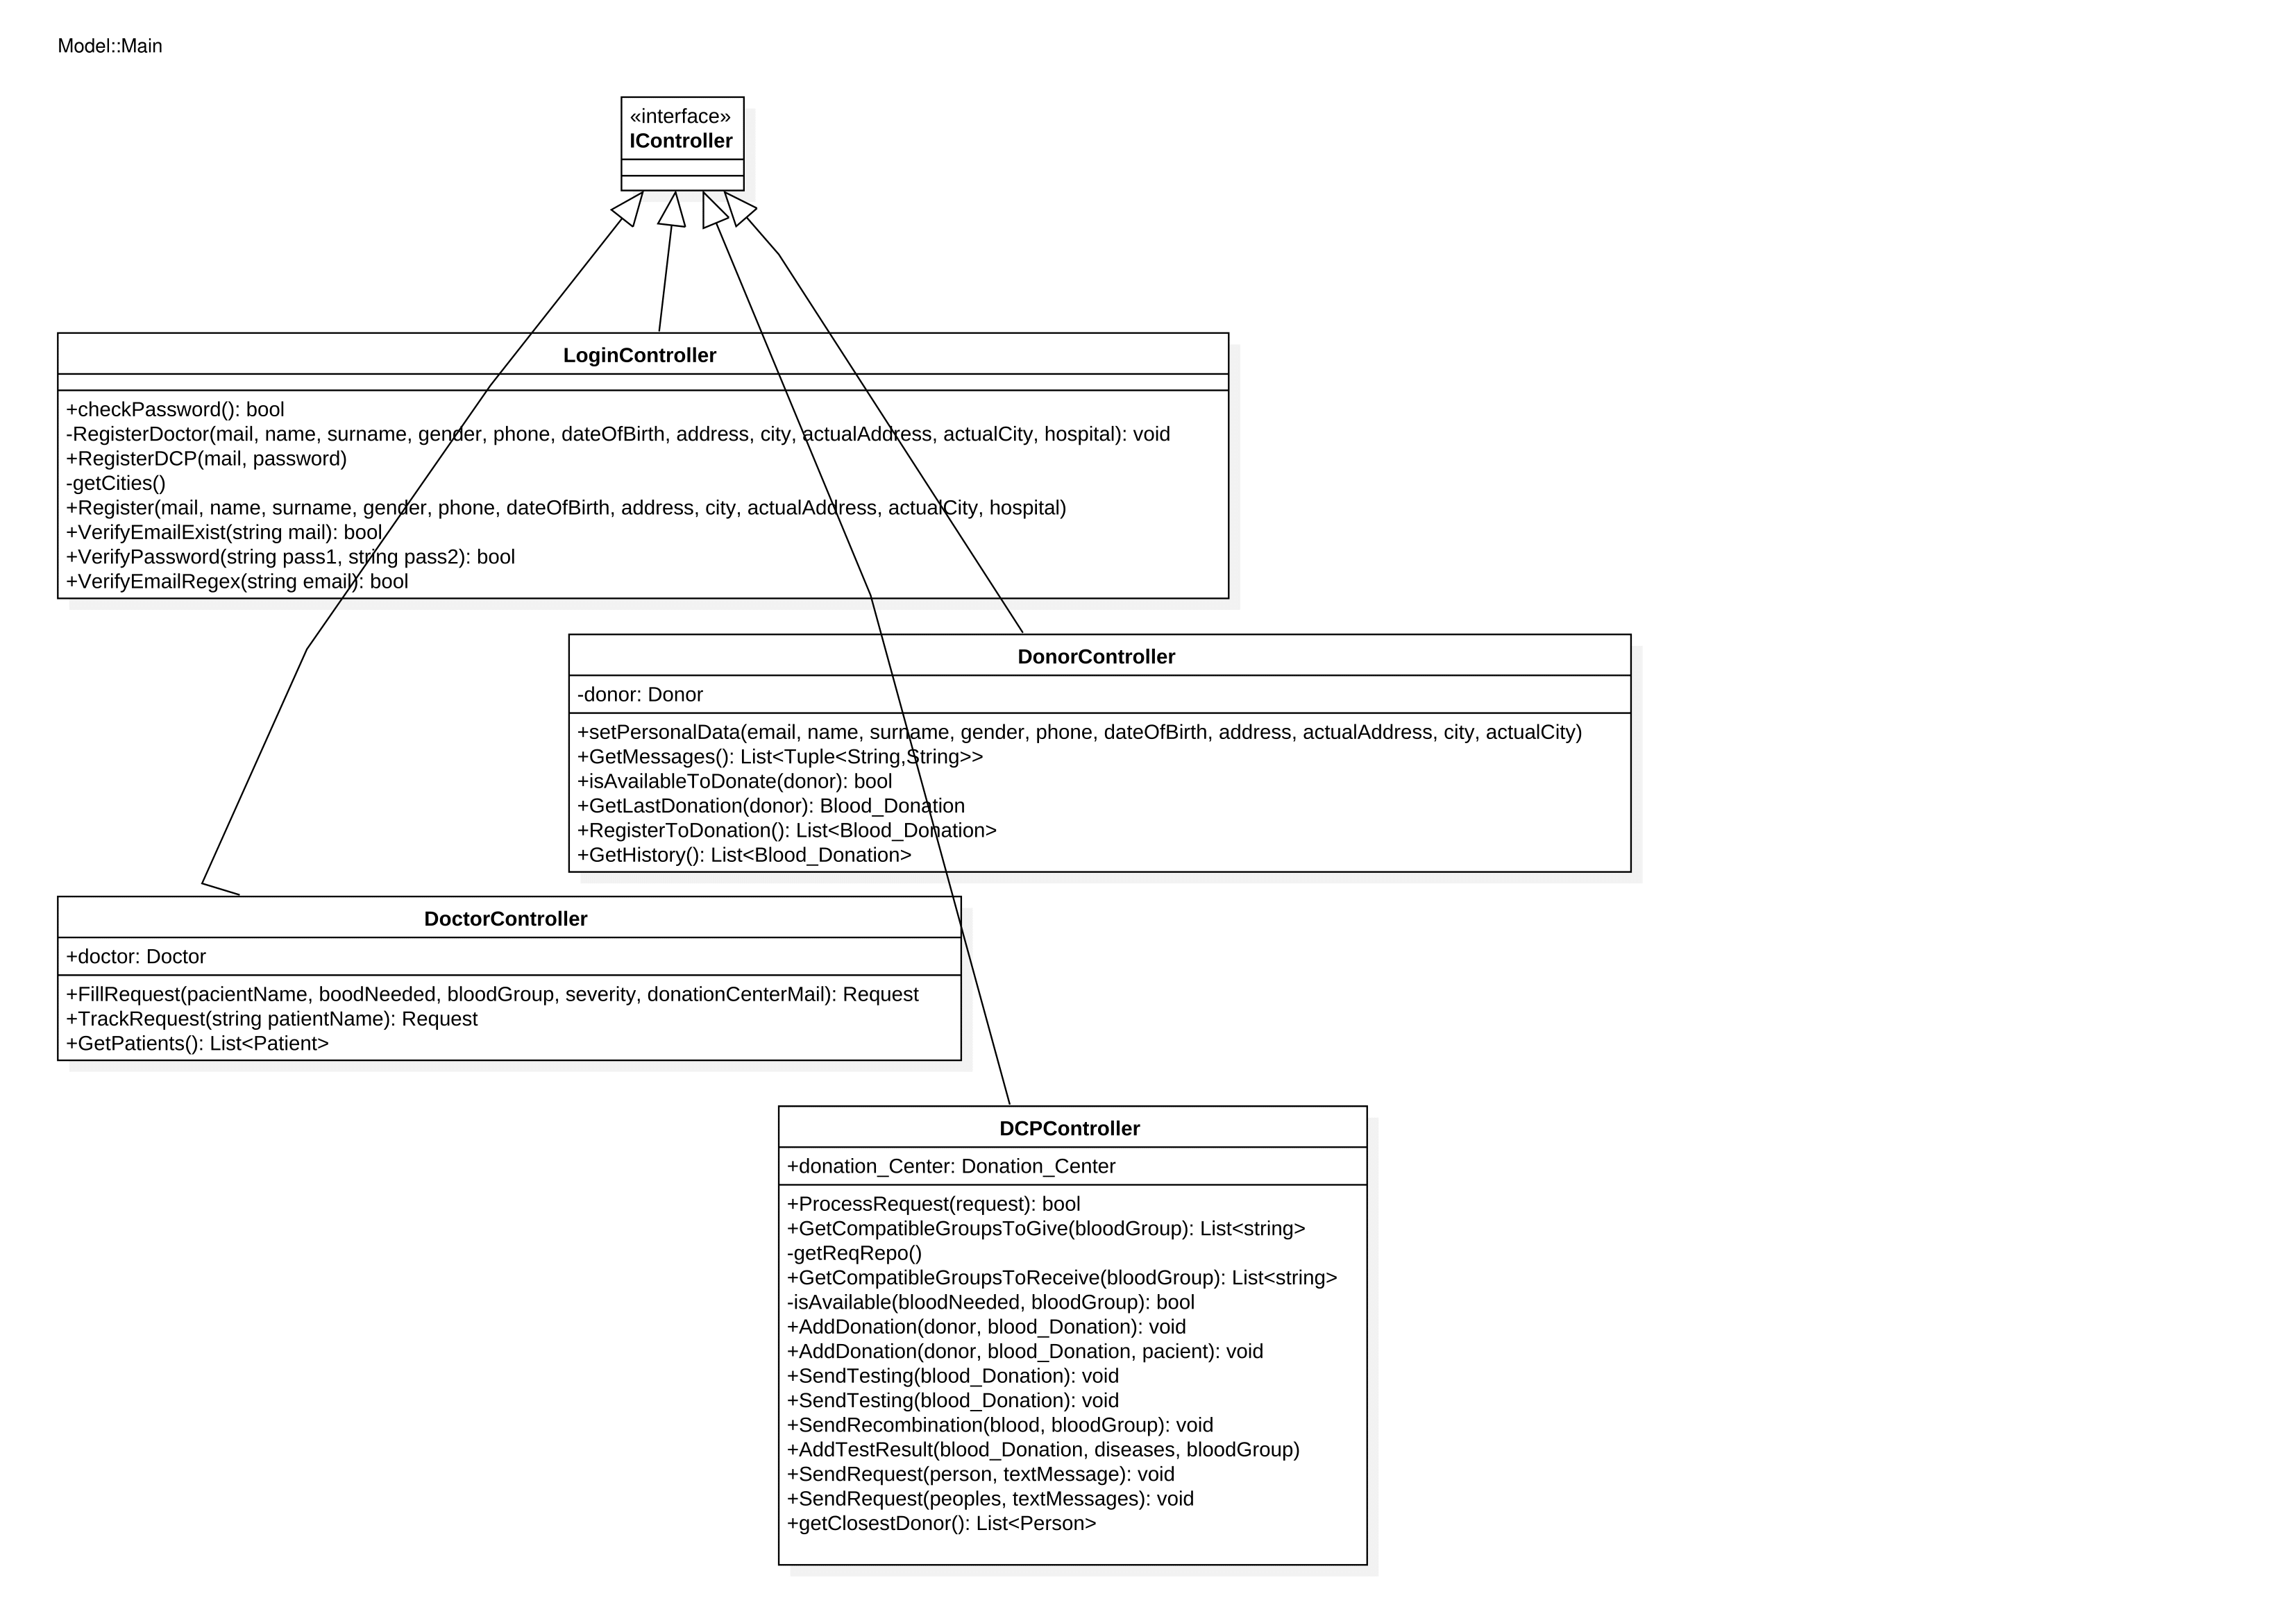 Model::Main
«interface»
IController
LoginController
+checkPassword(): bool
-RegisterDoctor(mail, name, surname, gender, phone, dateOfBirth, address, city, actualAddress, actualCity, hospital): void
+RegisterDCP(mail, password)
-getCities()
+Register(mail, name, surname, gender, phone, dateOfBirth, address, city, actualAddress, actualCity, hospital)
+VerifyEmailExist(string mail): bool
+VerifyPassword(string pass1, string pass2): bool
+VerifyEmailRegex(string email): bool
DonorController
-donor: Donor
+setPersonalData(email, name, surname, gender, phone, dateOfBirth, address, actualAddress, city, actualCity)
+GetMessages(): List<Tuple<String,String>>
+isAvailableToDonate(donor): bool
+GetLastDonation(donor): Blood_Donation
+RegisterToDonation(): List<Blood_Donation>
+GetHistory(): List<Blood_Donation>
DoctorController
+doctor: Doctor
+FillRequest(pacientName, boodNeeded, bloodGroup, severity, donationCenterMail): Request
+TrackRequest(string patientName): Request
+GetPatients(): List<Patient>
DCPController
+donation_Center: Donation_Center
+ProcessRequest(request): bool
+GetCompatibleGroupsToGive(bloodGroup): List<string>
-getReqRepo()
+GetCompatibleGroupsToReceive(bloodGroup): List<string>
-isAvailable(bloodNeeded, bloodGroup): bool
+AddDonation(donor, blood_Donation): void
+AddDonation(donor, blood_Donation, pacient): void
+SendTesting(blood_Donation): void
+SendTesting(blood_Donation): void
+SendRecombination(blood, bloodGroup): void
+AddTestResult(blood_Donation, diseases, bloodGroup)
+SendRequest(person, textMessage): void
+SendRequest(peoples, textMessages): void
+getClosestDonor(): List<Person>